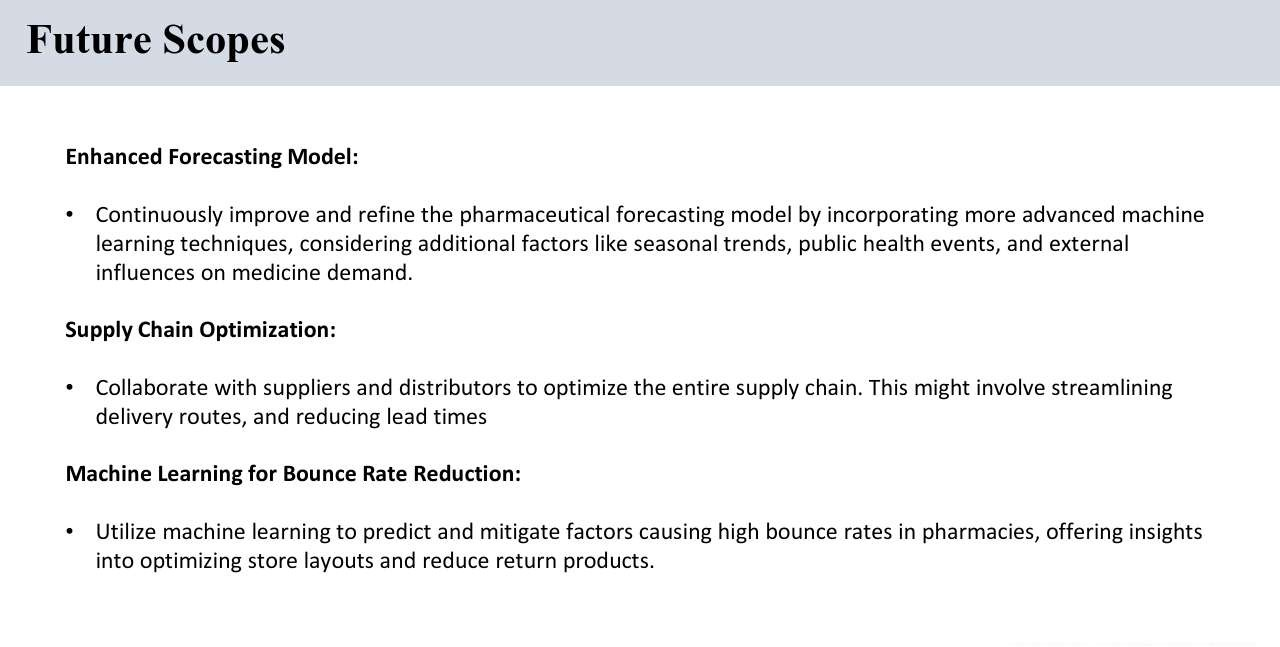 Future Scopes
Enhanced Forecasting Model:
• Continuously improve and refine the pharmaceutical forecasting model by incorporating more advanced machine
learning techniques, considering additional factors like seasonal trends, public health events, and external
influences on medicine demand.
Supply Chain Optimization:
• Collaborate with suppliers and distributors to optimize the entire supply chain. This might involve streamlining
delivery routes, and reducing lead times
Machine Learning for Bounce Rate Reduction:
• Utilize machine learning to predict and mitigate factors causing high bounce rates in pharmacies, offering insights
into optimizing store layouts and reduce return products.